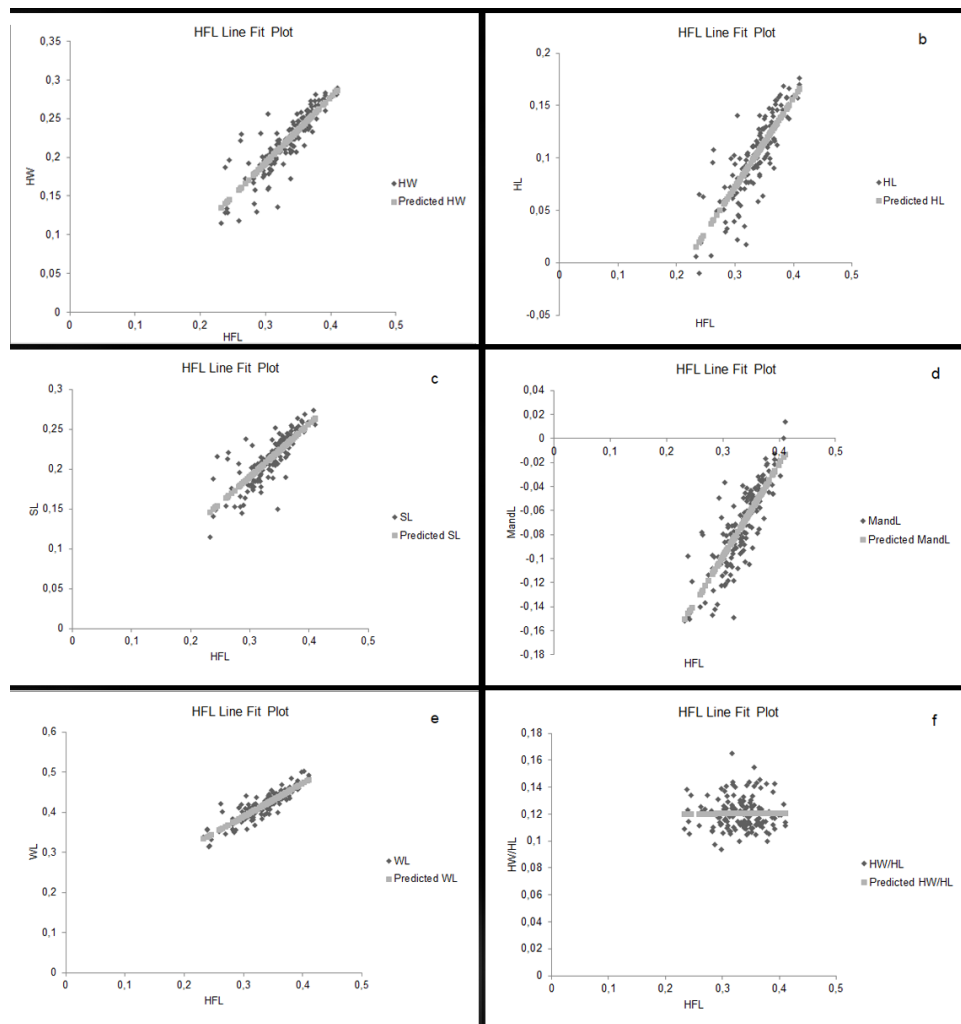 HFL Line Fit Plot
0,35
0,3
0,25
0,2
0,15
0,1
0,05
0
0 0,1 0,2 0,3 0,4 0,5
HW
HFL
HW
Predicted HW
HFL Line Fit Plot
b
0,2
0,15
0,1
0,05
0
-0,05
0 0,1 0,2 0,3 0,4 0,5
HL
HFL
HL
Predicted HL
HFL Line Fit Plot
c
0,3
0,25
0,2
0,15
0,1
0,05
0
0 0,1 0,2 0,3 0,4 0,5
SL
HFL
SL
Predicted SL
HFL Line Fit Plot
d
0,04
0,02
0
-0,02
-0,04
-0,06
-0,08
-0,1
-0,12
-0,14
-0,16
-0,18
0 0,1 0,2 0,3 0,4 0,5
MandL
HFL
MandL
Predicted MandL
HFL Line Fit Plot
e
0,6
0,5
0,4
0,3
0,2
0,1
0
0 0,1 0,2 0,3 0,4 0,5
WL
HFL
WL
Predicted WL
HFL Line Fit Plot
f
0,18
0,16
0,14
0,12
0,1
0,08
0,06
0,04
0,02
0
0 0,1 0,2 0,3 0,4 0,5
HW/HL
HFL
HW/HL
Predicted HW/HL